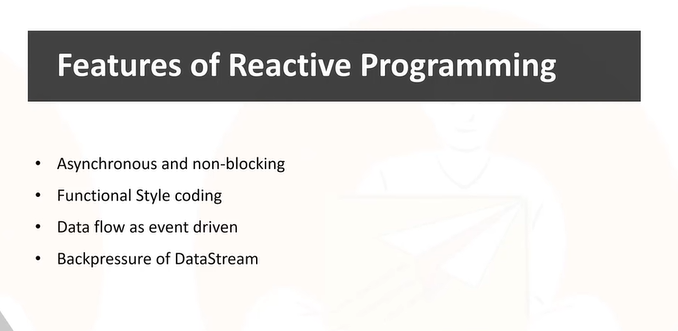 Features of Reactive Programming
• Asynchronous and non-blocking
• Functional Style coding
• Data flow as event driven
• Backpressure of DataStream